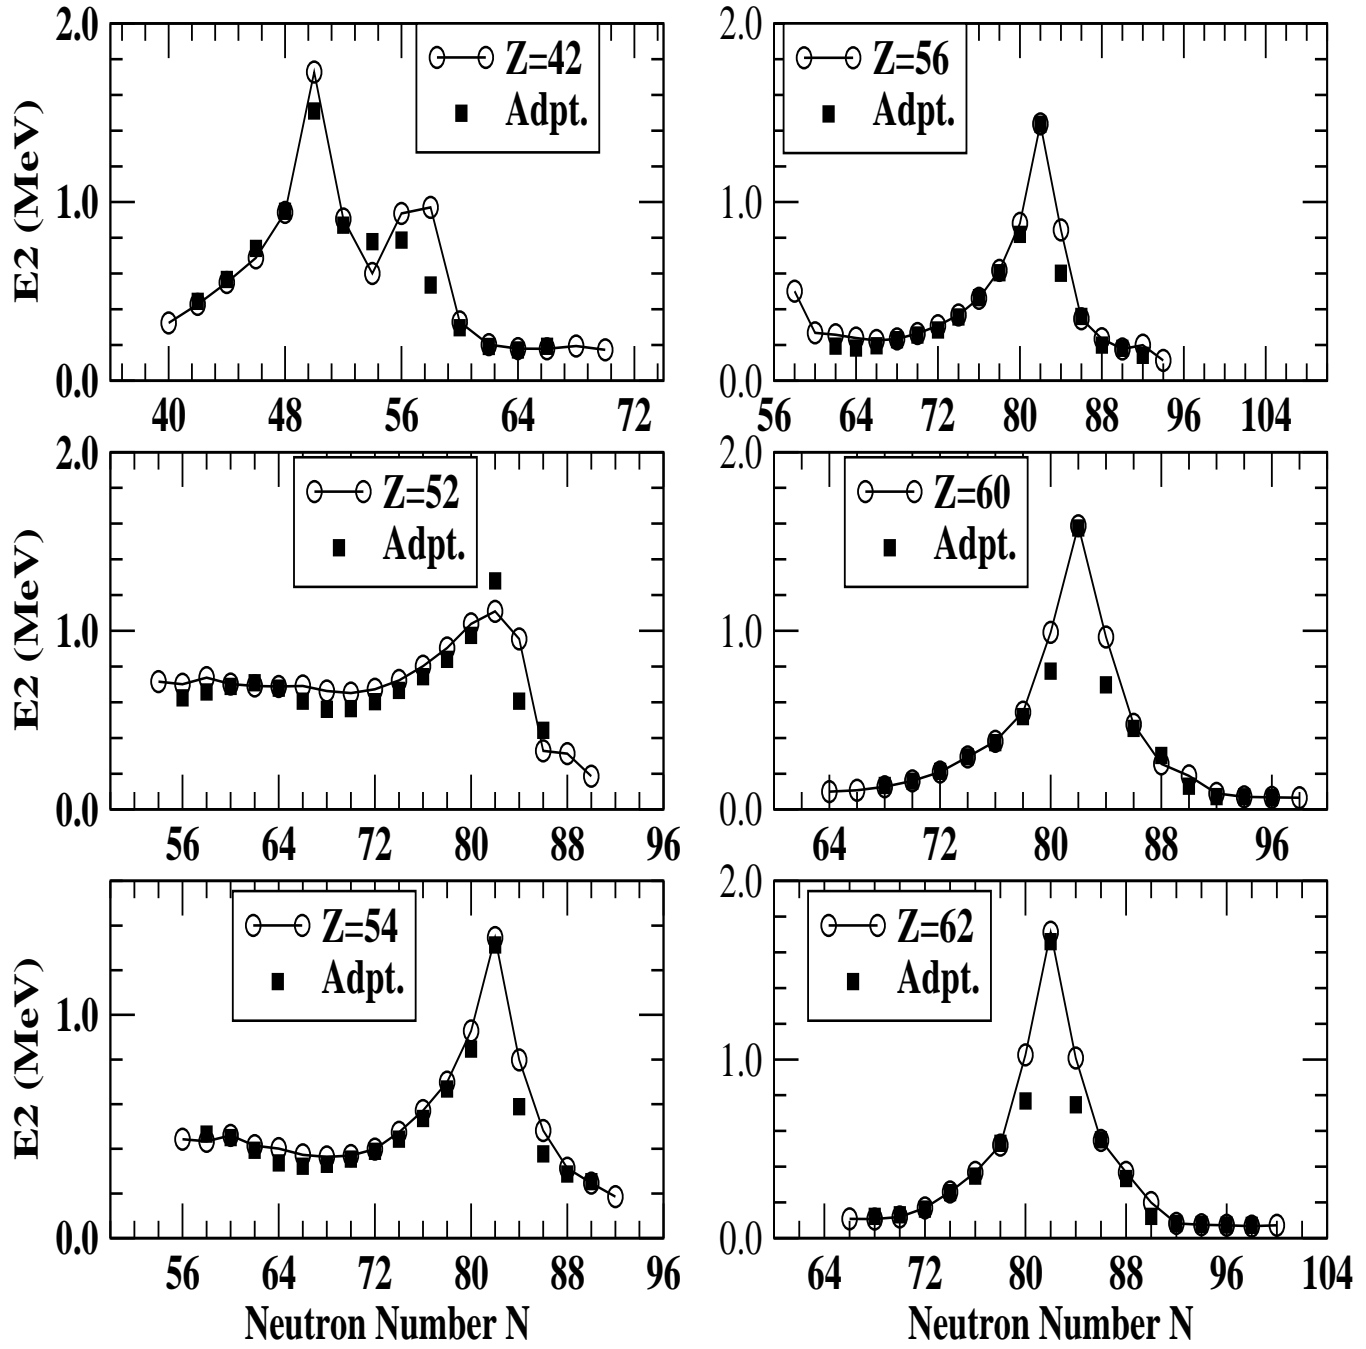 2.0
1.0
0.0
E2 (MeV)
Z=42
Adpt.
40 48 56 64 72
2.0
1.0
0.0
Z=56
Adpt.
56 64 72 80 88 96 104
2.0
1.0
0.0
E2 (MeV)
Z=52
Adpt.
56 64 72 80 88 96
2.0
1.0
0.0
Z=60
Adpt.
64 72 80 88 96
1.0
0.0
E2 (MeV)
Z=54
Adpt.
56 64 72 80 88 96
Neutron Number N
2.0
1.0
0.0
Z=62
Adpt.
64 72 80 88 96 104
Neutron Number N